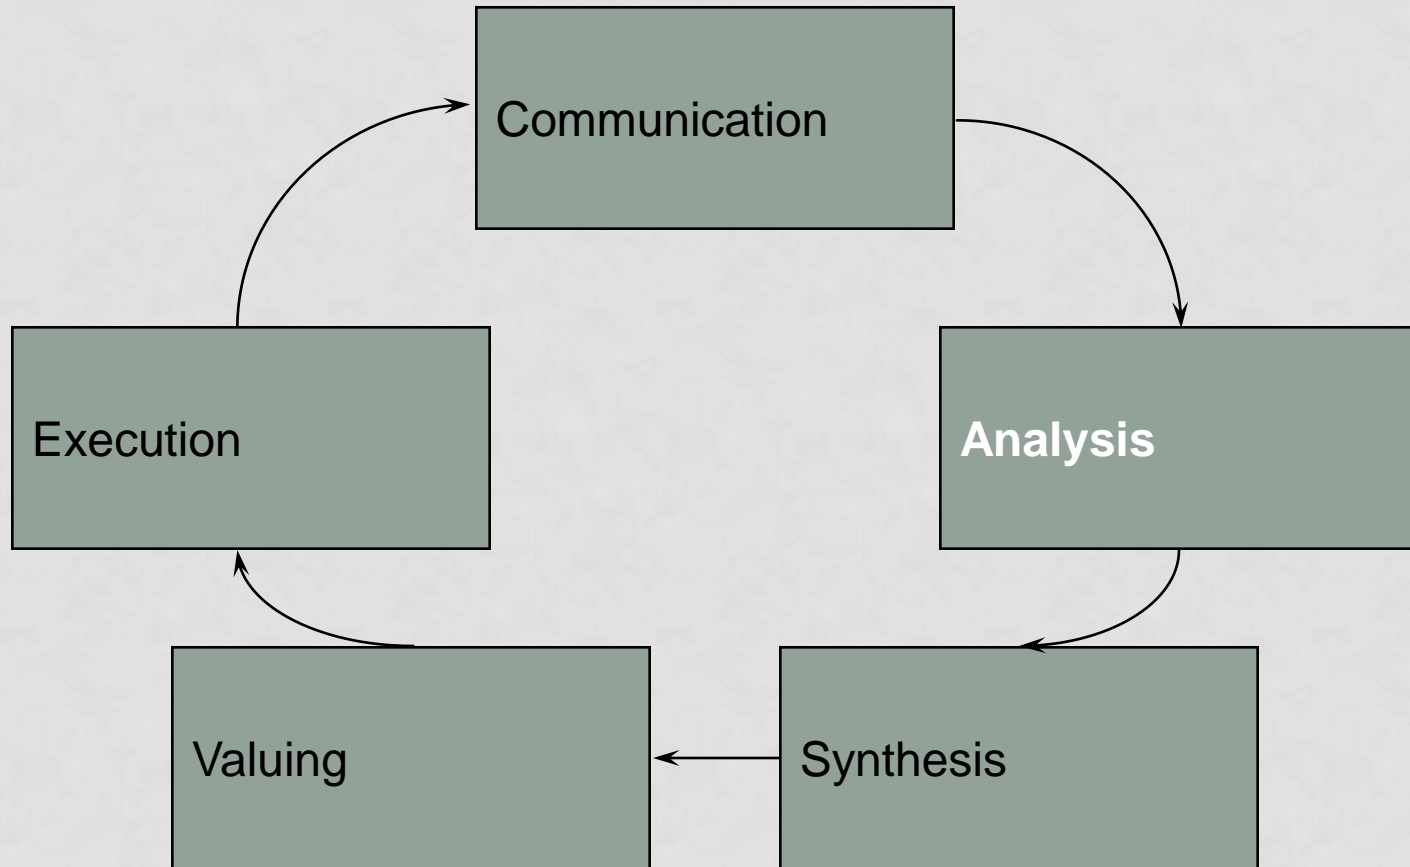 Communication
Execution
Analysis
Valuing
Synthesis